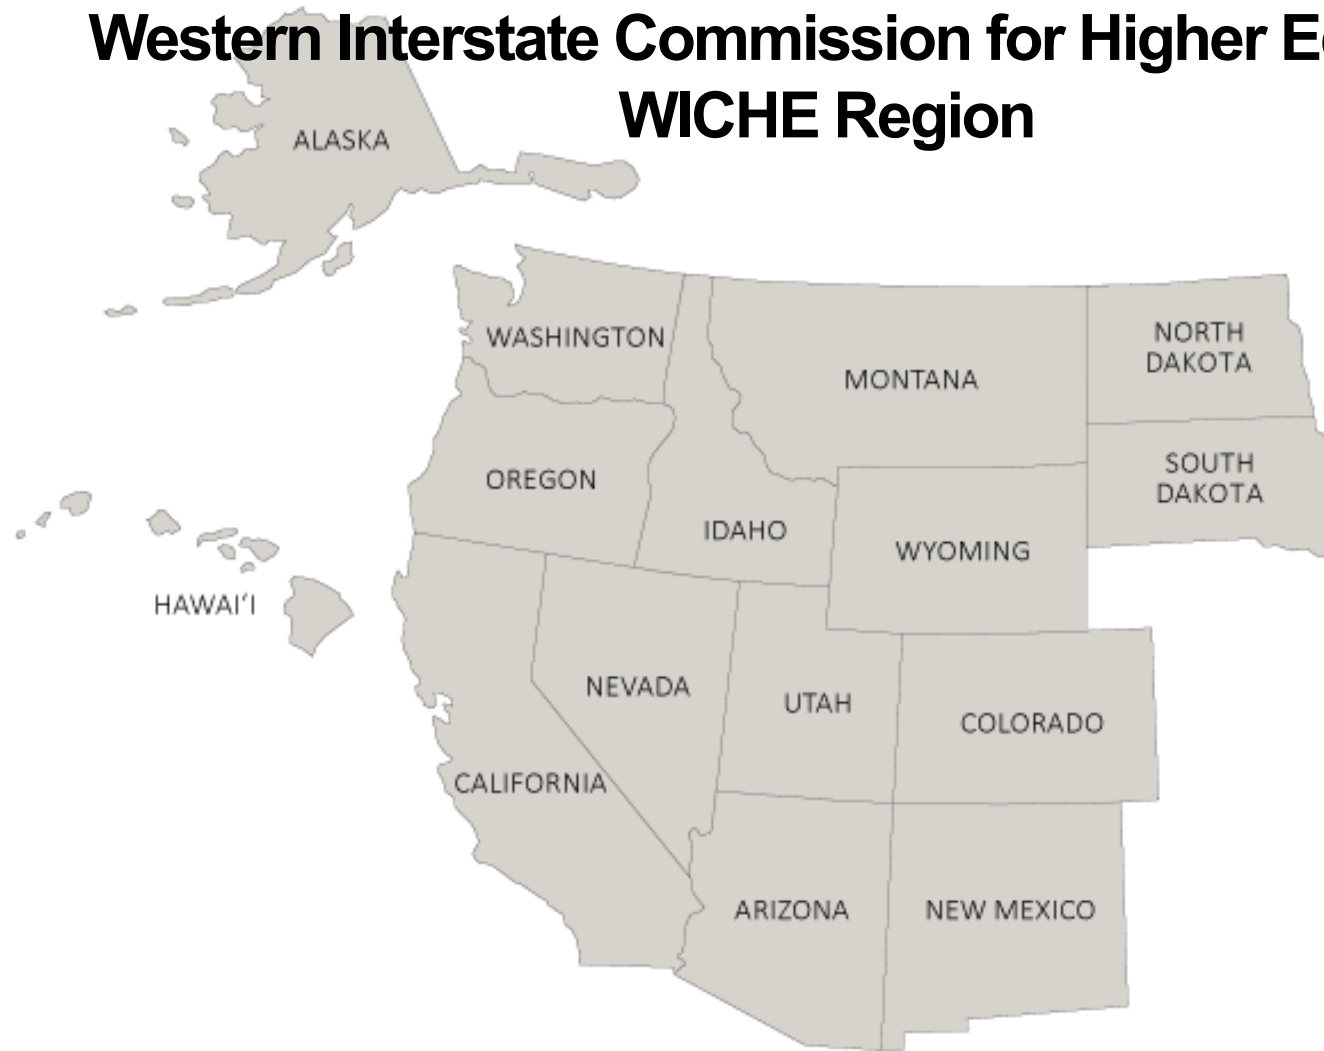 Western Interstate Commission for Higher E
WICHE Region
ALASKA
WASHINGTON
MONTANA
NORTH
DAKOTA
OREGON
SOUTH
DAKOTA
IDAHO
WYOMING
HAWAI‘I
NEVADA
UTAH
COLORADO
CALIFORNIA
ARIZONA
NEW MEXICO